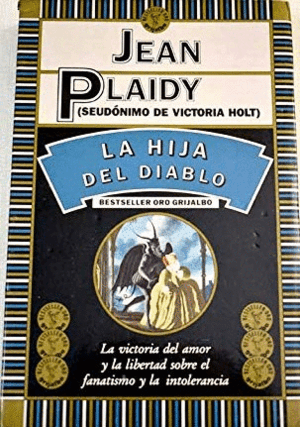 JEAN
PLAIDY
(SEUDÓNIMO DE VICTORIA HOLT)
LA HIJA
DEL DIABLO
BESTSELLER ORO GRIJALBO
La victoria del amor
y la libertad sobre el
fanatismo y la intolerancia